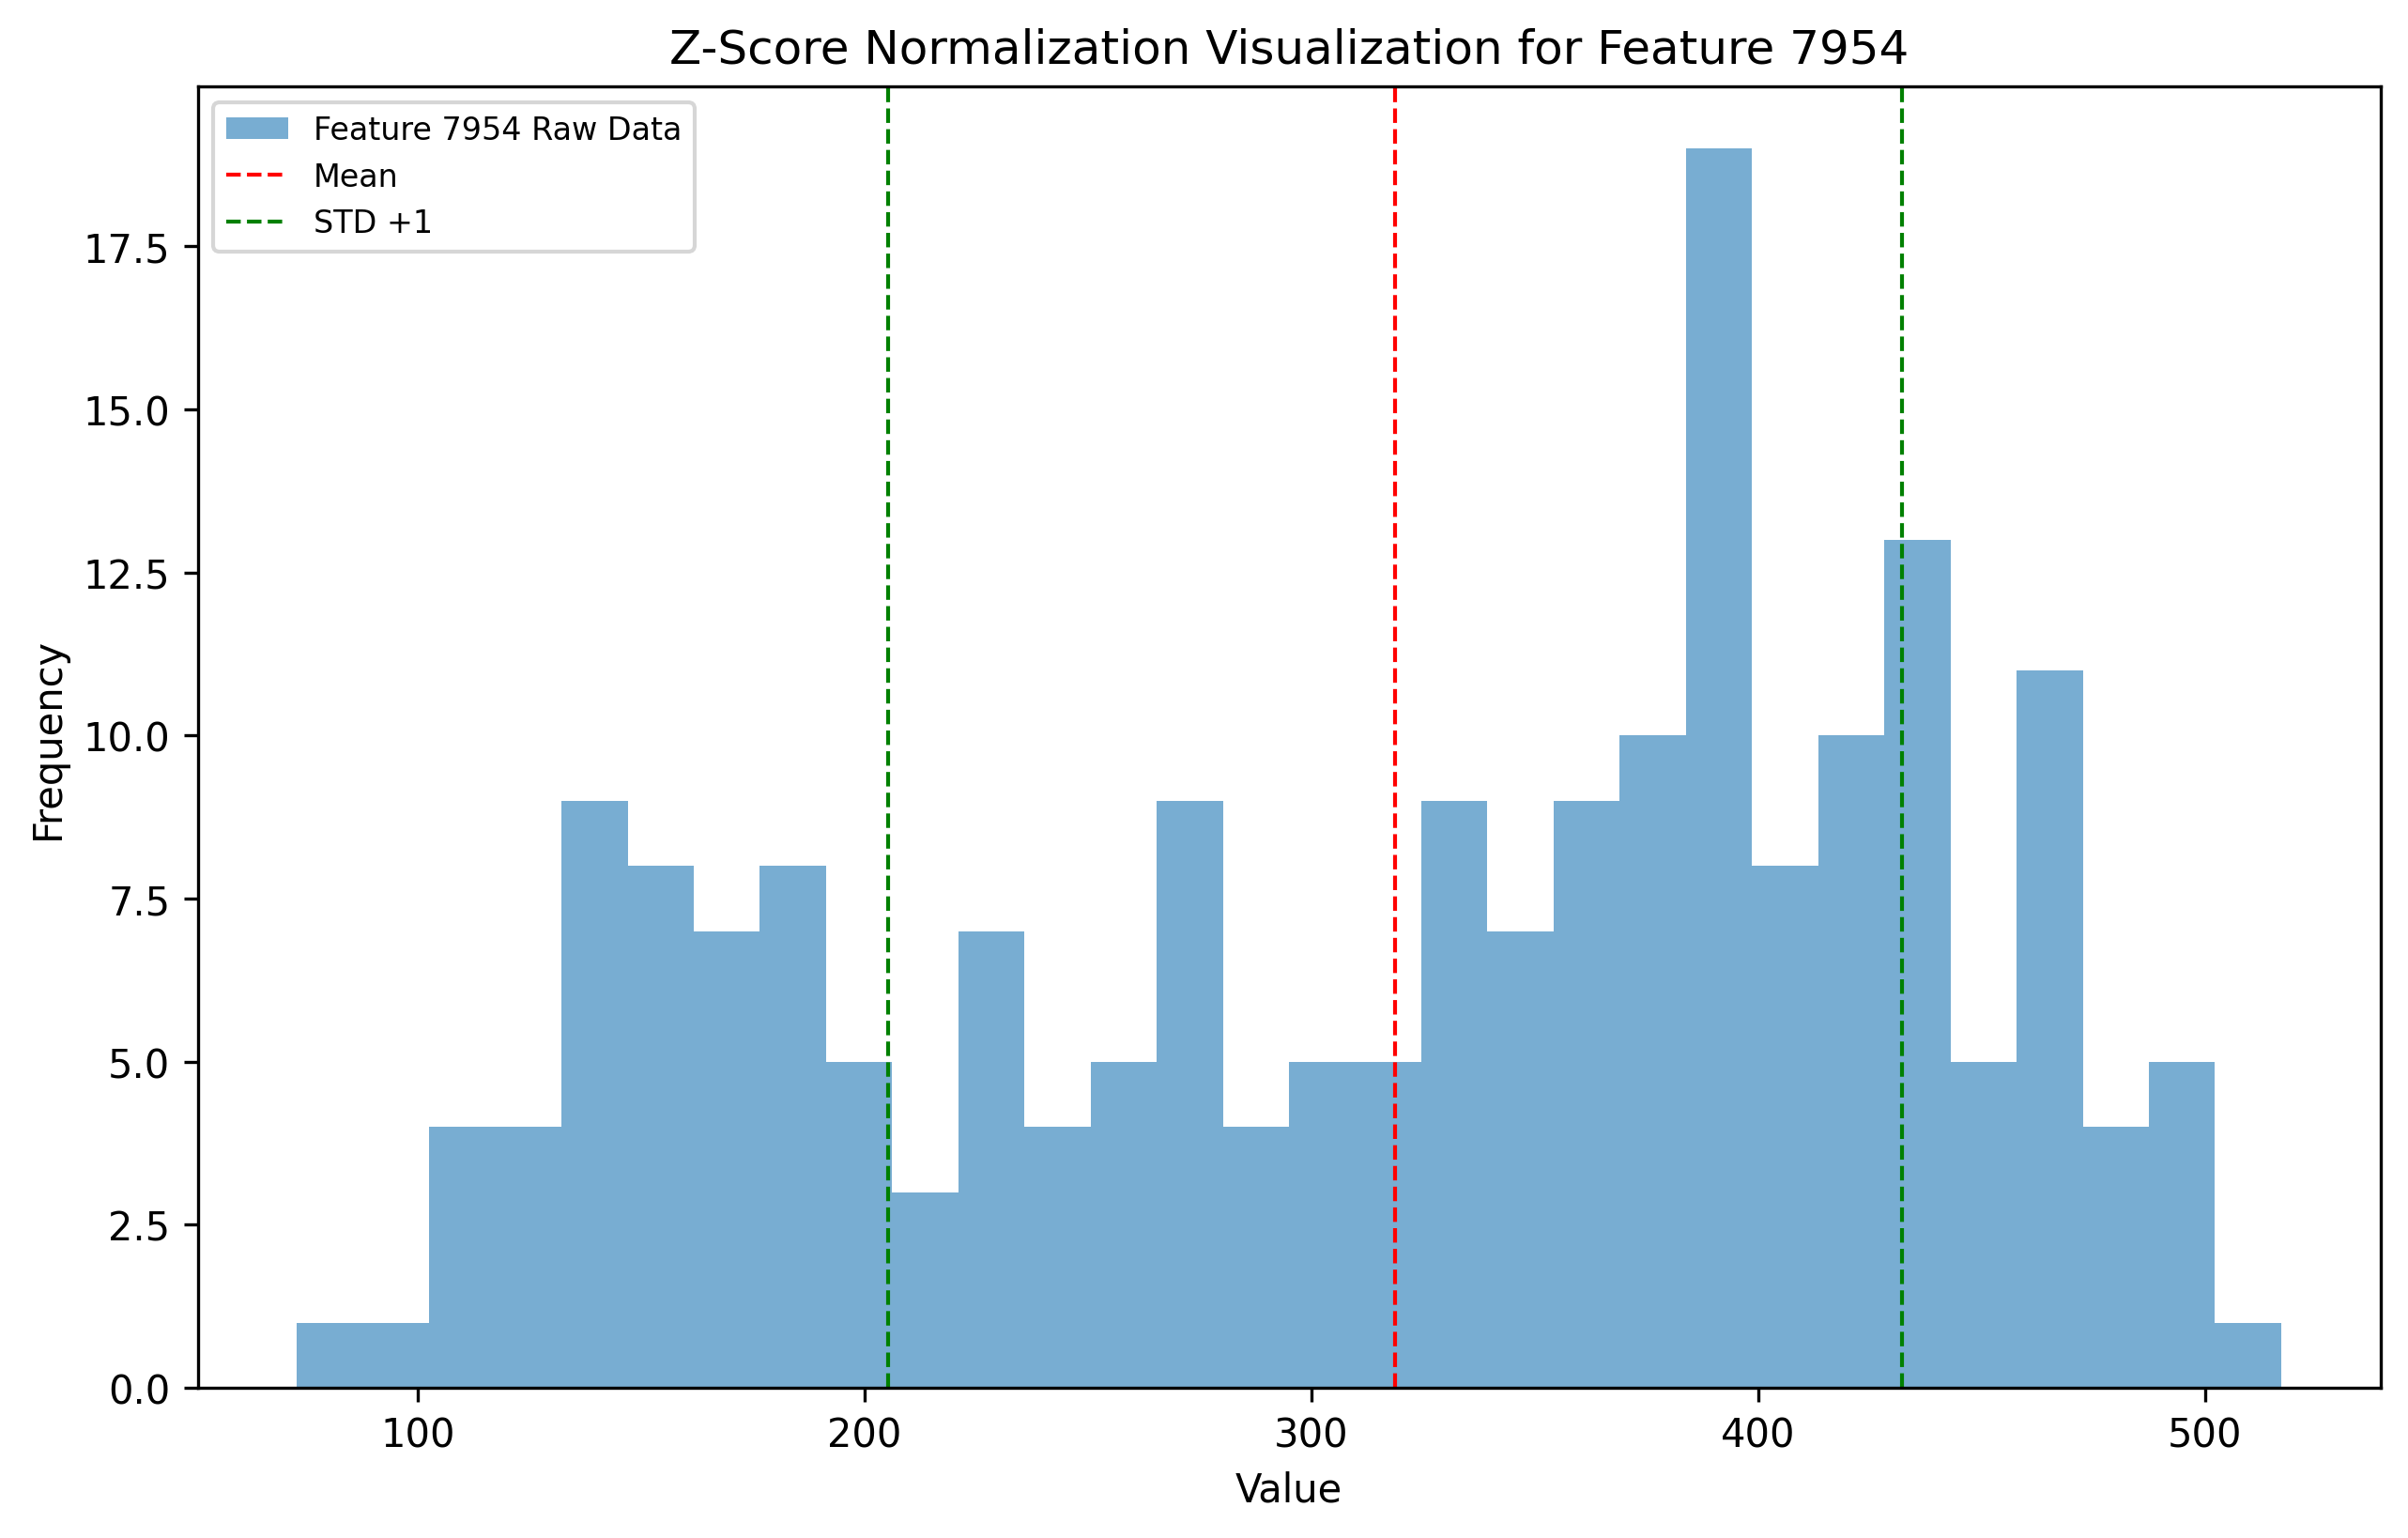 Z-Score Normalization Visualization for Feature 7954
Feature 7954 Raw Data
Mean
STD +1
17.5
15.0
12.5
10.0
7.5
5.0
2.5
0.0
Frequency
100 200 300 400 500
Value